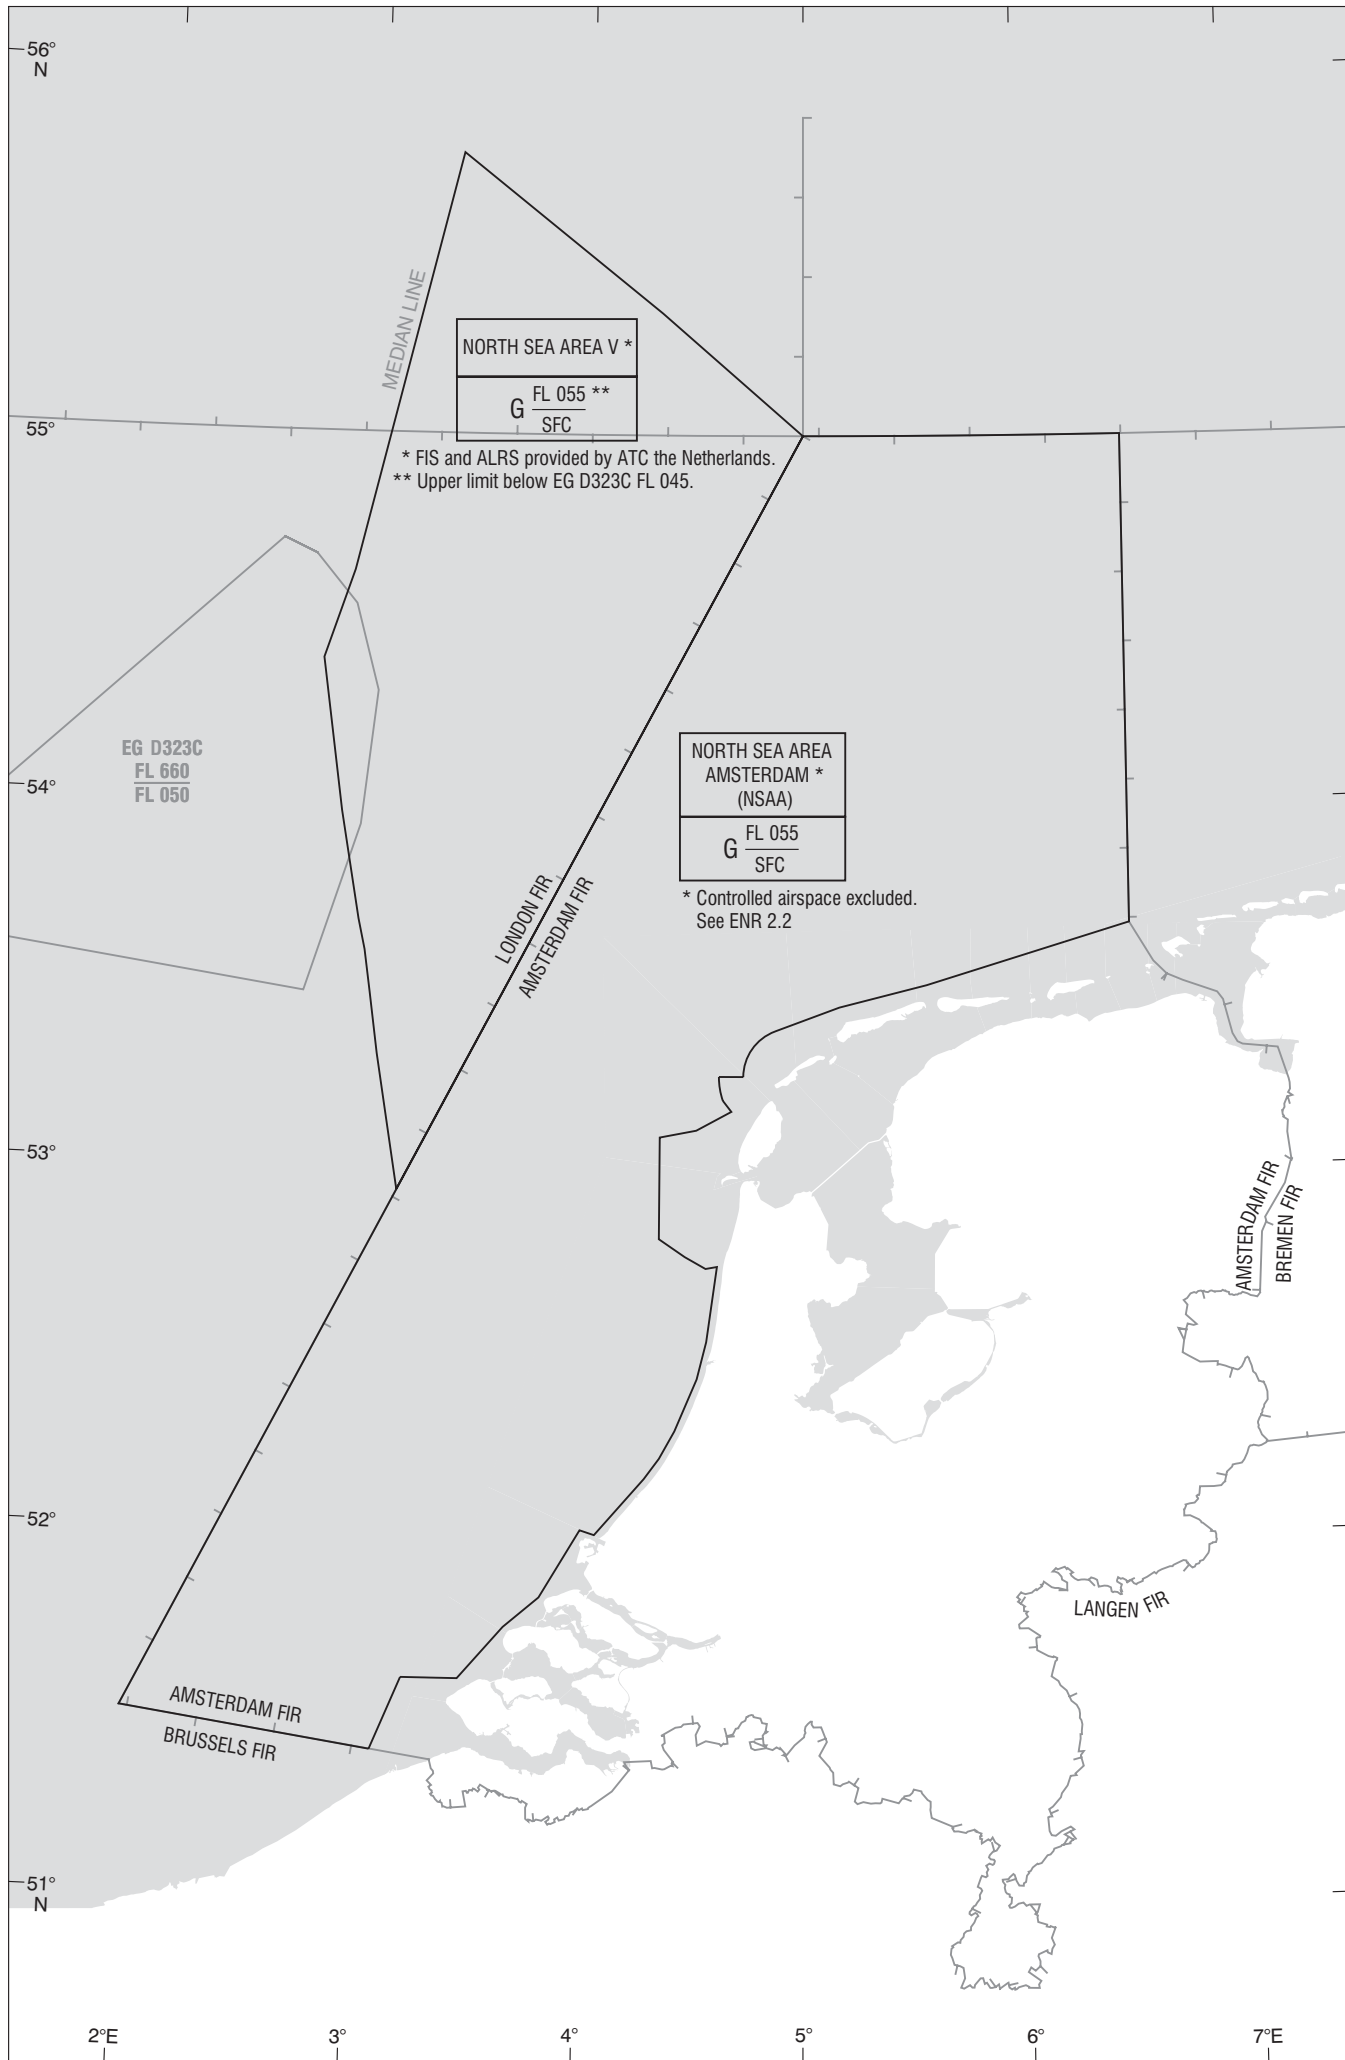 56°
N
MEDIAN LINE
NORTH SEA AREA V *
G FL 055 **
SFC
55°
* FIS and ALRS provided by ATC the Netherlands.
** Upper limit below EG D323C FL 045.
EG D323C
FL 660
FL 050
54°
NORTH SEA AREA
AMSTERDAM *
(NSAA)
G FL 055
SFC
* Controlled airspace excluded.
See ENR 2.2
LONDON FIR
AMSTERDAM FIR
53°
AMSTERDAM FIR
BREMEN FIR
52°
LANGEN FIR
AMSTERDAM FIR
BRUSSELS FIR
51°
N
2°E 3° 4° 5° 6° 7°E